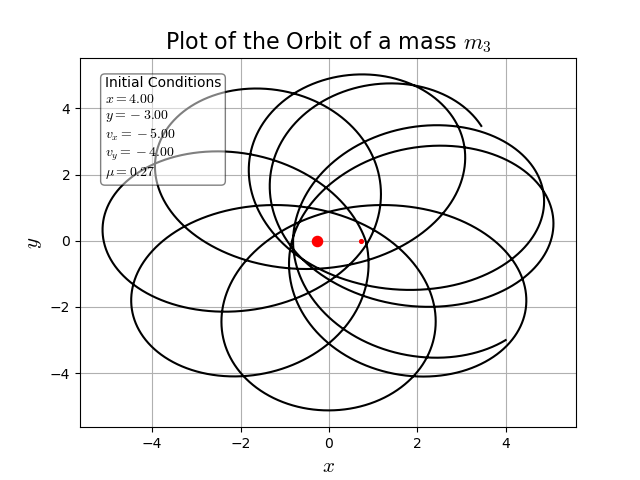 Plot of the Orbit of a mass m₃
Initial Conditions
x = 4.00
y = −3.00
vₓ = −5.00
v_y = −4.00
μ = 0.27
4
2
0
−2
−4
y
−4 −2 0 2 4
x